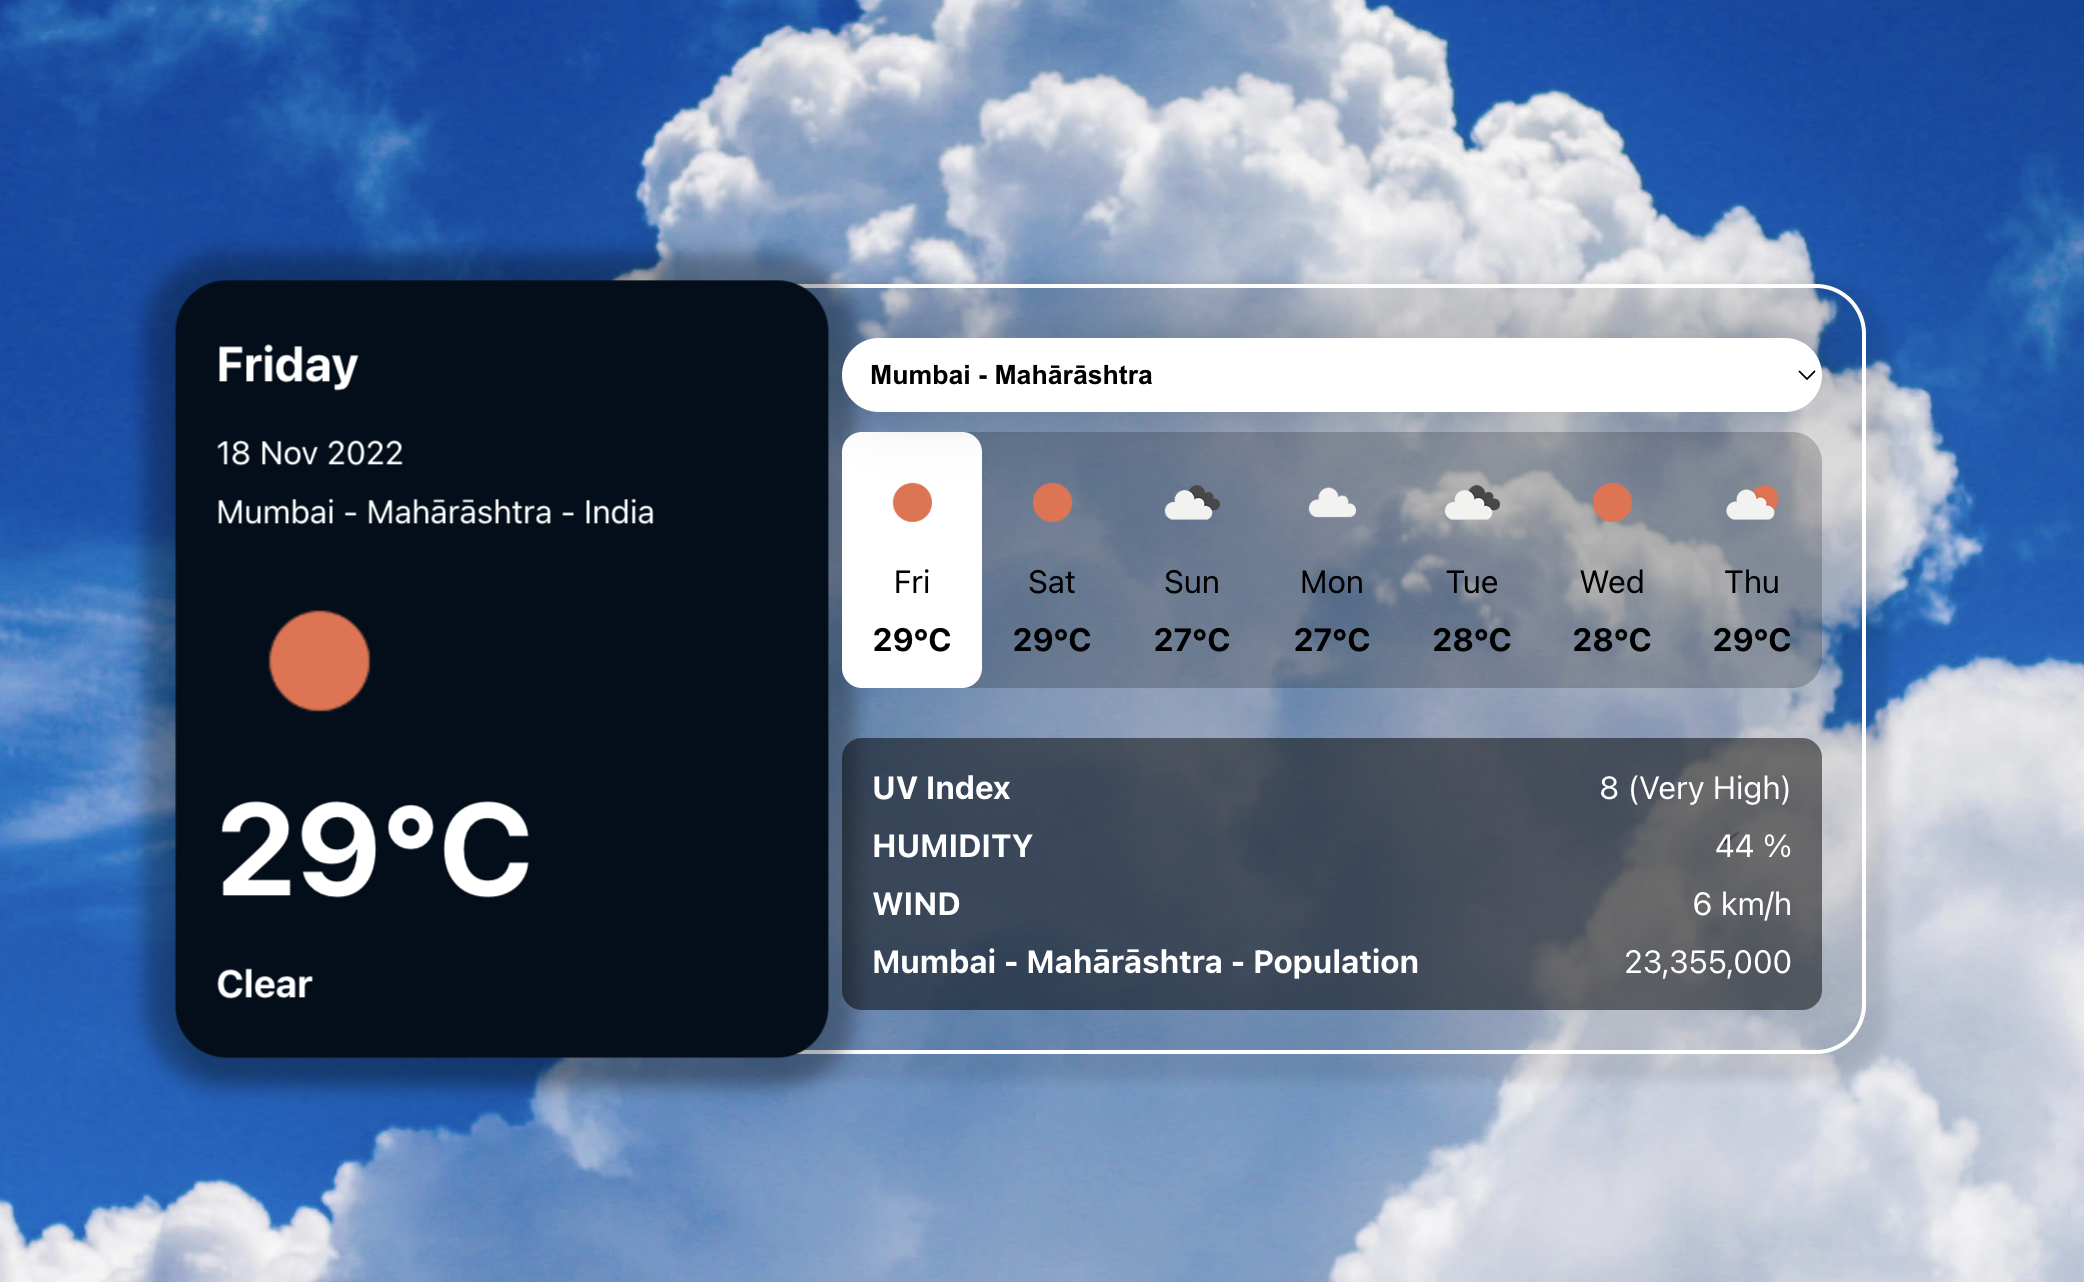 Friday
18 Nov 2022
Mumbai - Mahārāshtra - India
29°C
Clear
Mumbai - Mahārāshtra
Fri Sat Sun Mon Tue Wed Thu
29°C 29°C 27°C 27°C 28°C 28°C 29°C
UV Index 8 (Very High)
HUMIDITY 44 %
WIND 6 km/h
Mumbai - Mahārāshtra - Population 23,355,000